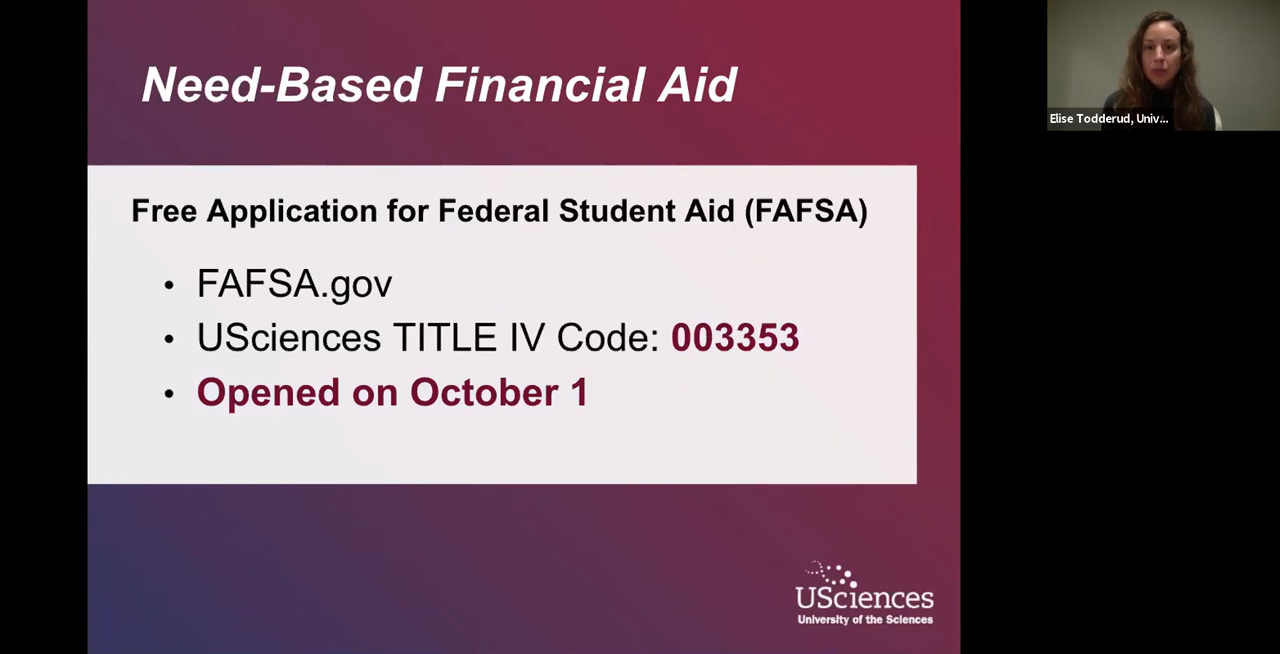 Need-Based Financial Aid
Elise Todderud, Univ...
Free Application for Federal Student Aid (FAFSA)
• FAFSA.gov
• USciences TITLE IV Code: 003353
• Opened on October 1
USciences
University of the Sciences